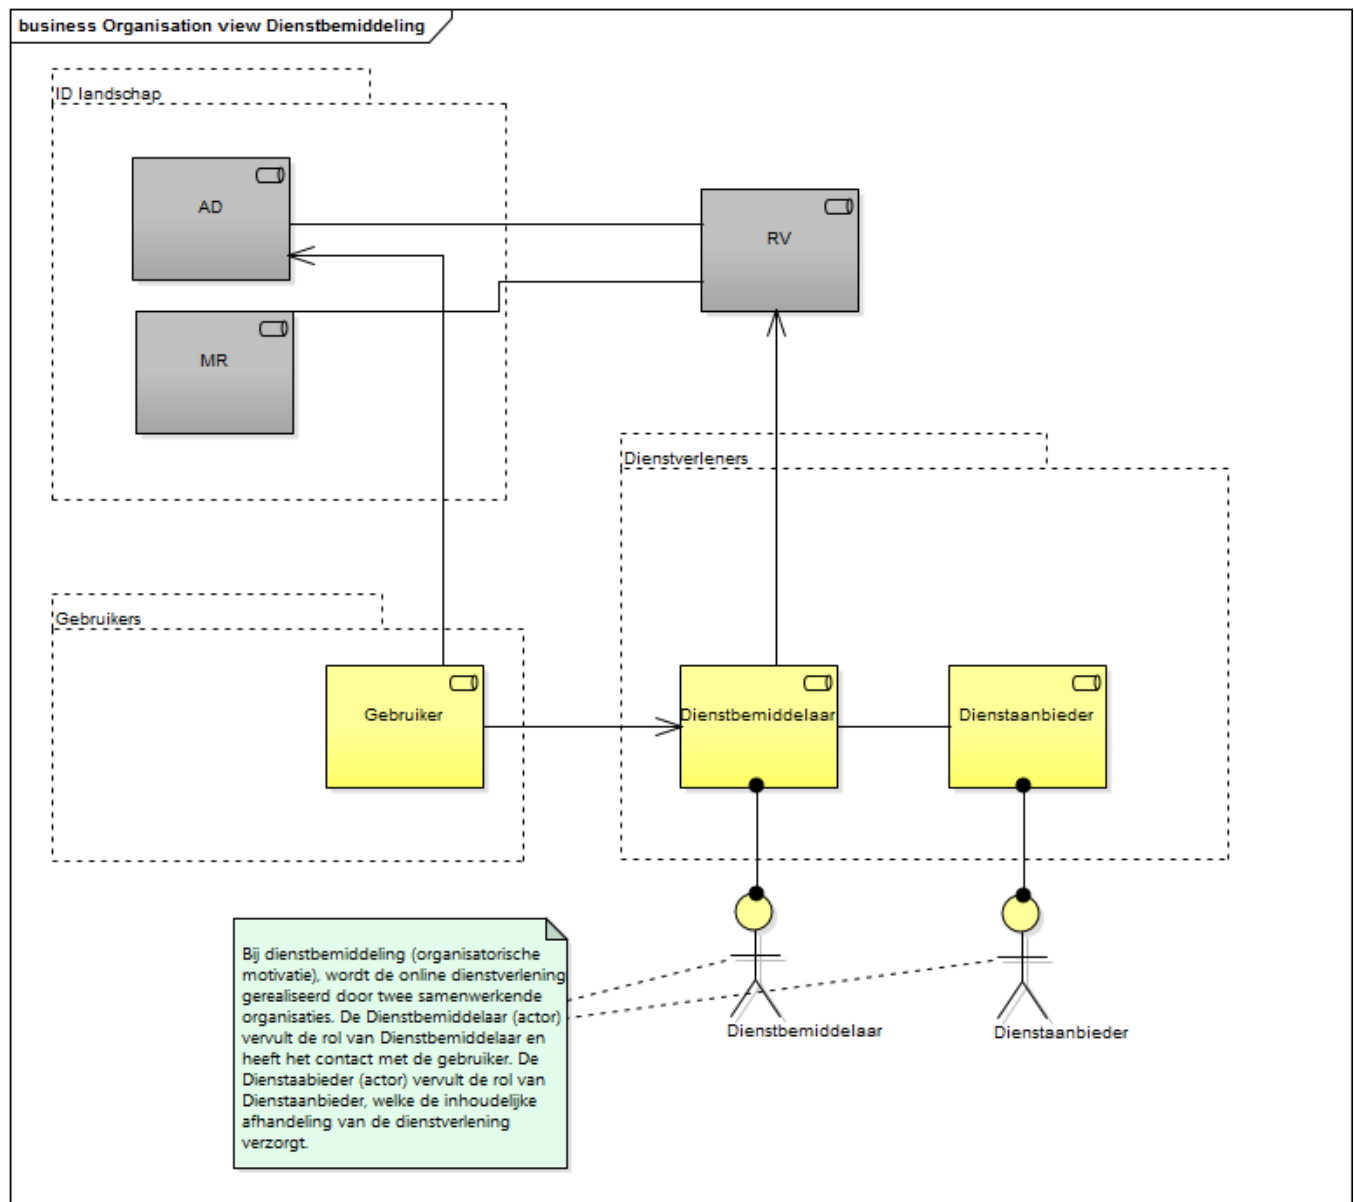 business Organisation view Dienstbemiddeling
ID landschap
AD
RV
MR
Dienstverleners
Gebruikers
Gebruiker
Dienstbemiddelaar
Dienstaanbieder
Bij dienstbemiddeling (organisatorische
motivatie), wordt de online dienstverlening
gerealiseerd door twee samenwerkende
organisaties. De Dienstbemiddelaar (actor)
vervult de rol van Dienstbemiddelaar en
heeft het contact met de gebruiker. De
Dienstaabieder (actor) vervult de rol van
Dienstaanbieder, welke de inhoudelijke
afhandeling van de dienstverlening
verzorgt.
Dienstbemiddelaar
Dienstaanbieder